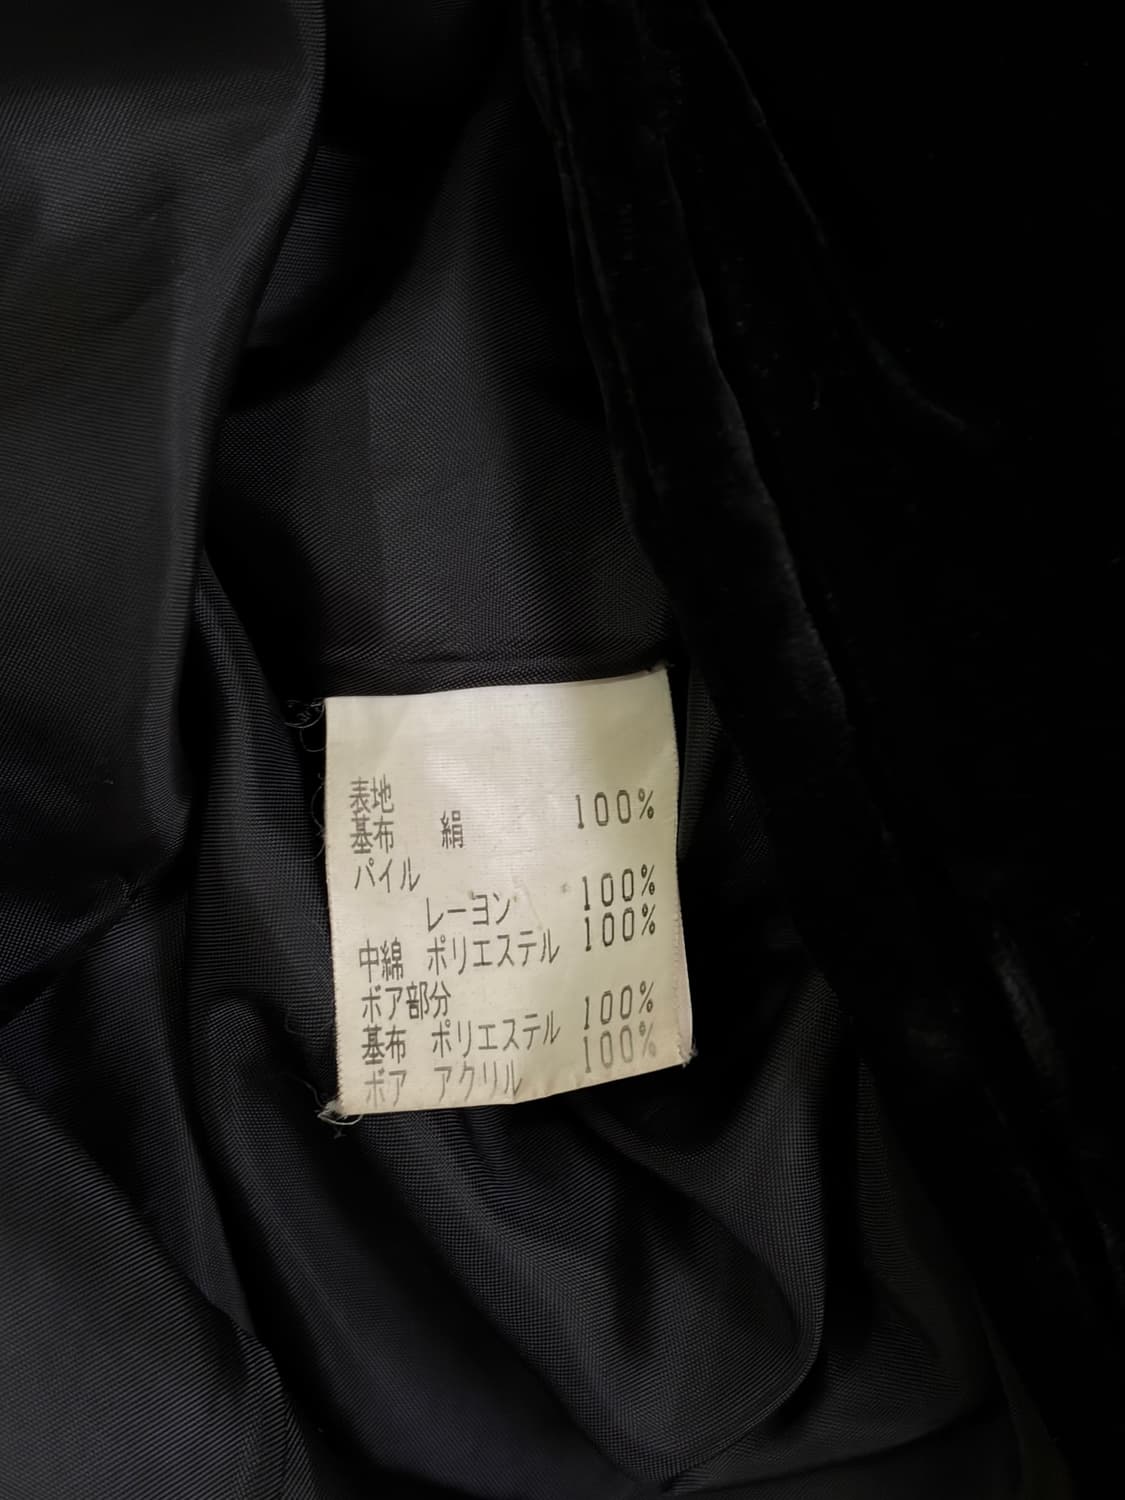 表地
基布 絹 100%
パイル
レーヨン 100%
中綿 ポリエステル 100%
ボア部分
基布 ポリエステル 100%
ボア アクリル 100%